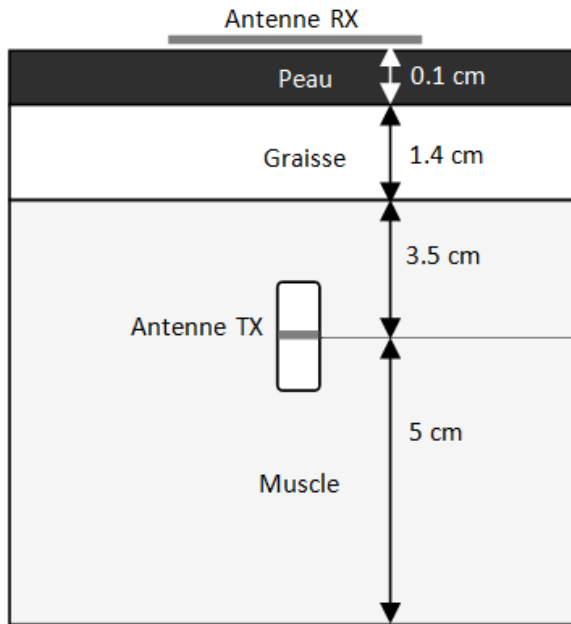 Antenne RX
Peau
0.1 cm
Graisse
1.4 cm
3.5 cm
Antenne TX
5 cm
Muscle